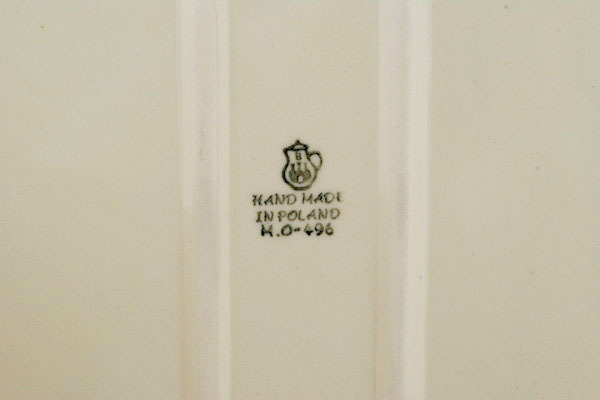 B
HAND MADE
IN POLAND
M.O-496